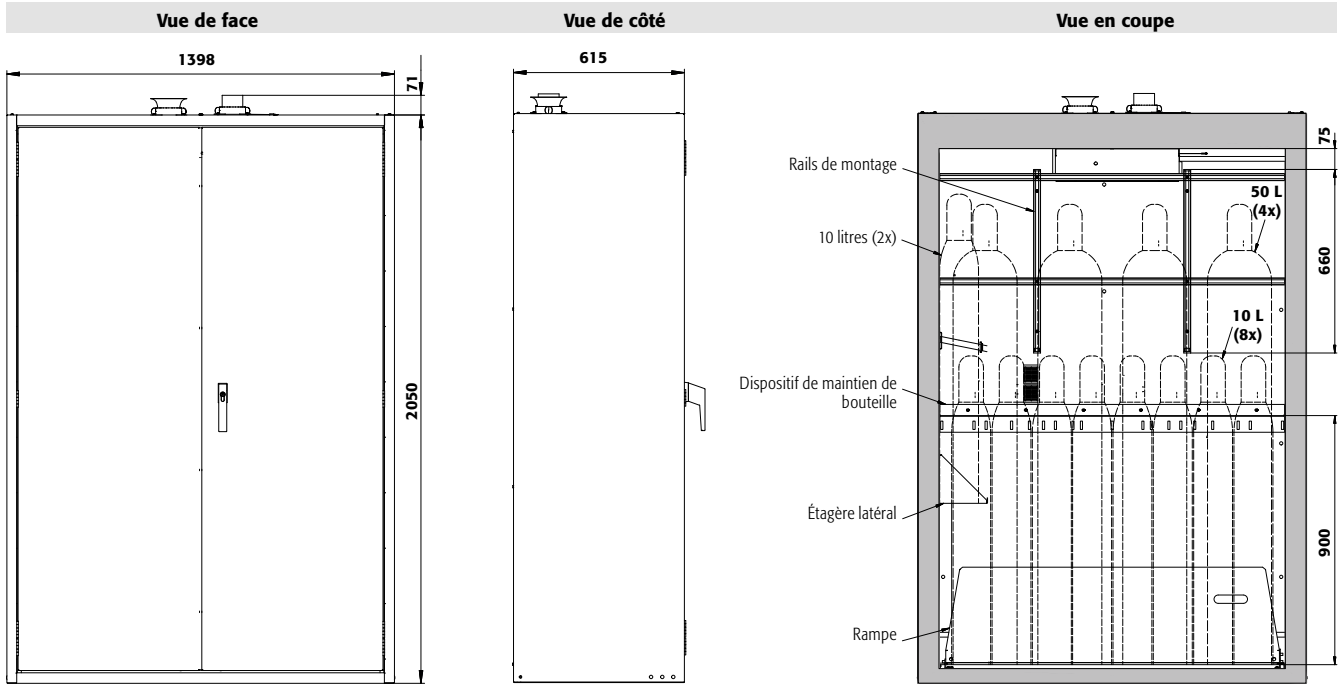 Vue de face
Vue de côté
Vue en coupe
1398
71
2050
615
Rails de montage
10 litres (2x)
Dispositif de maintien de
bouteille
Étagère latéral
Rampe
50 L
(4x)
10 L
(8x)
75
660
900